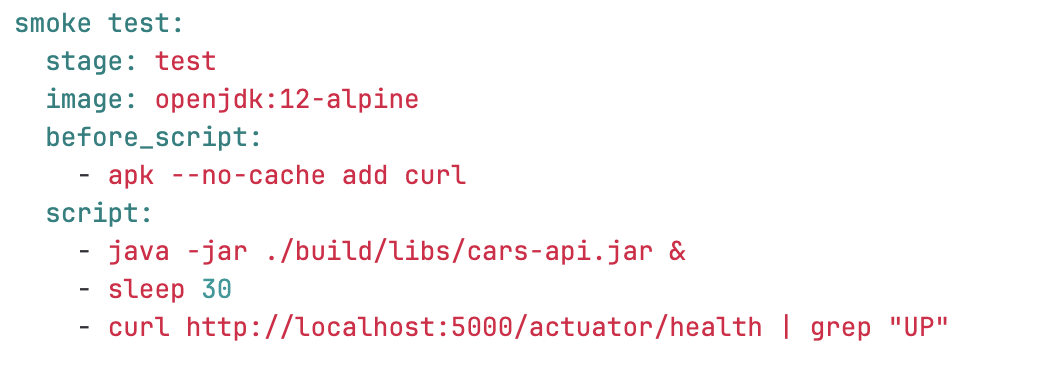 smoke test:
  stage: test
  image: openjdk:12-alpine
  before_script:
    - apk --no-cache add curl
  script:
    - java -jar ./build/libs/cars-api.jar &
    - sleep 30
    - curl http://localhost:5000/actuator/health | grep "UP"